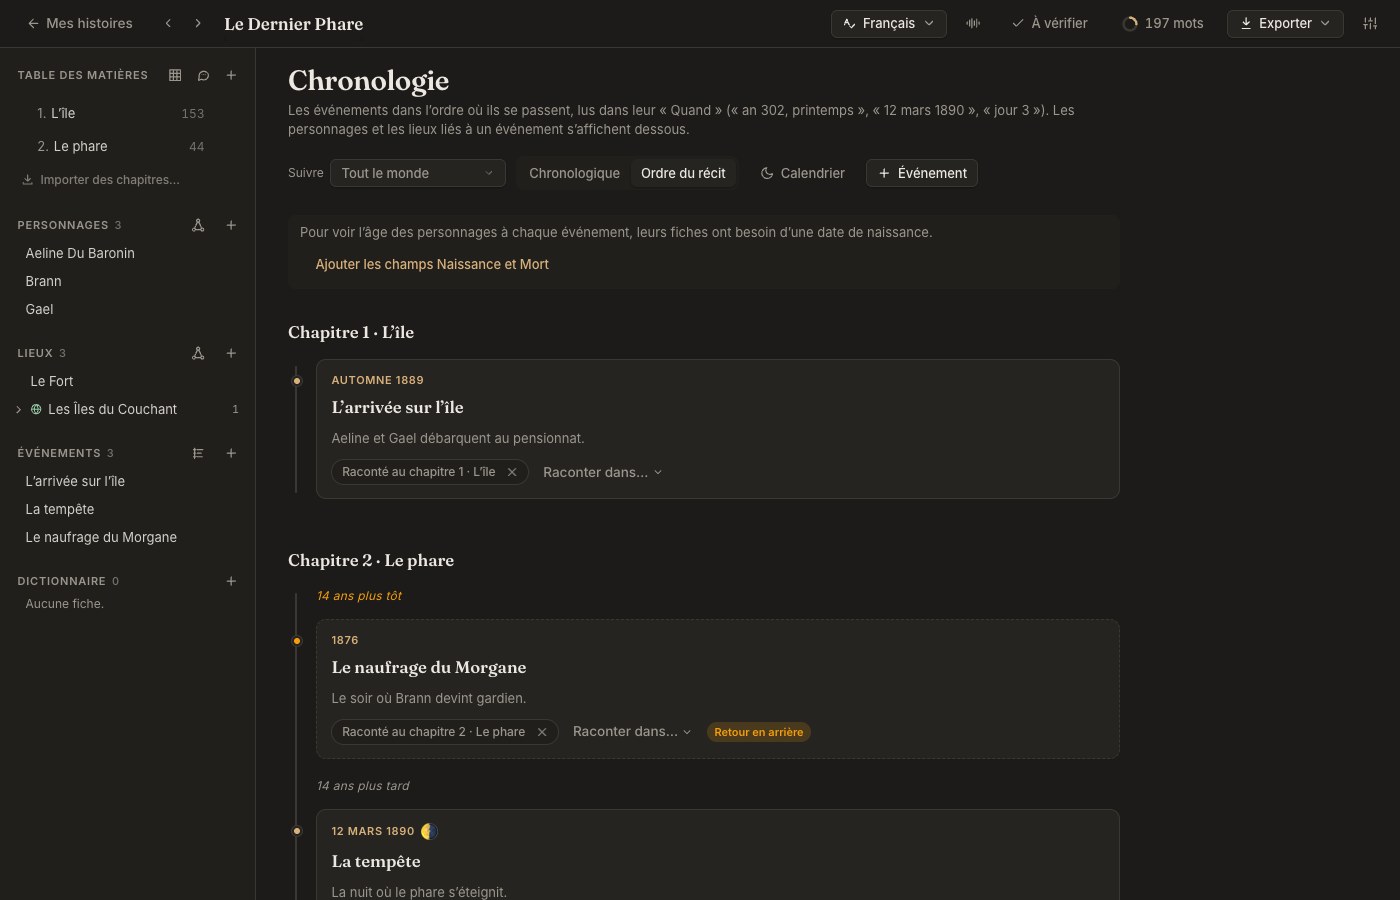 Mes histoires
Le Dernier Phare
Français
À vérifier
197 mots
Exporter
TABLE DES MATIÈRES
1. L’île 153
2. Le phare 44
Importer des chapitres…
PERSONNAGES 3
Aeline Du Baronin
Brann
Gael
LIEUX 3
Le Fort
Les Îles du Couchant 1
ÉVÉNEMENTS 3
L’arrivée sur l’île
La tempête
Le naufrage du Morgane
DICTIONNAIRE 0
Aucune fiche.
Chronologie
Les événements dans l’ordre où ils se passent, lus dans leur « Quand » (« an 302, printemps », « 12 mars 1890 », « jour 3 »). Les
personnages et les lieux liés à un événement s’affichent dessous.
Suivre Tout le monde Chronologique Ordre du récit Calendrier Événement
Pour voir l’âge des personnages à chaque événement, leurs fiches ont besoin d’une date de naissance.
Ajouter les champs Naissance et Mort
Chapitre 1 · L’île
AUTOMNE 1889
L’arrivée sur l’île
Aeline et Gael débarquent au pensionnat.
Raconté au chapitre 1 · L’île Raconter dans…
Chapitre 2 · Le phare
14 ans plus tôt
1876
Le naufrage du Morgane
Le soir où Brann devint gardien.
Raconté au chapitre 2 · Le phare Raconter dans… Retour en arrière
14 ans plus tard
12 MARS 1890
La tempête
La nuit où le phare s’éteignit.